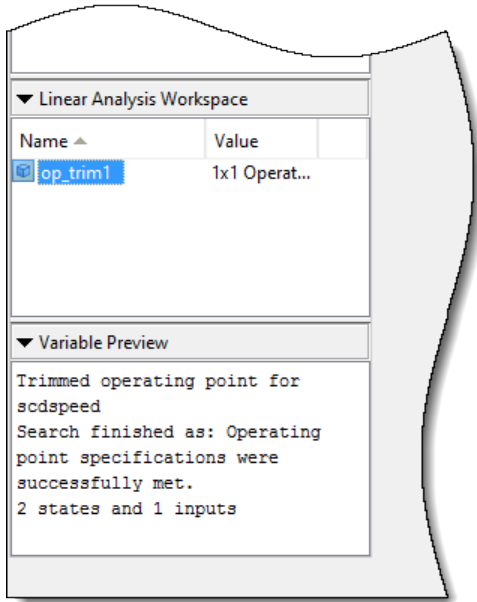 Linear Analysis Workspace
Name Value
op_trim1 1x1 Operat...
Variable Preview
Trimmed operating point for
scdspeed
Search finished as: Operating
point specifications were
successfully met.
2 states and 1 inputs